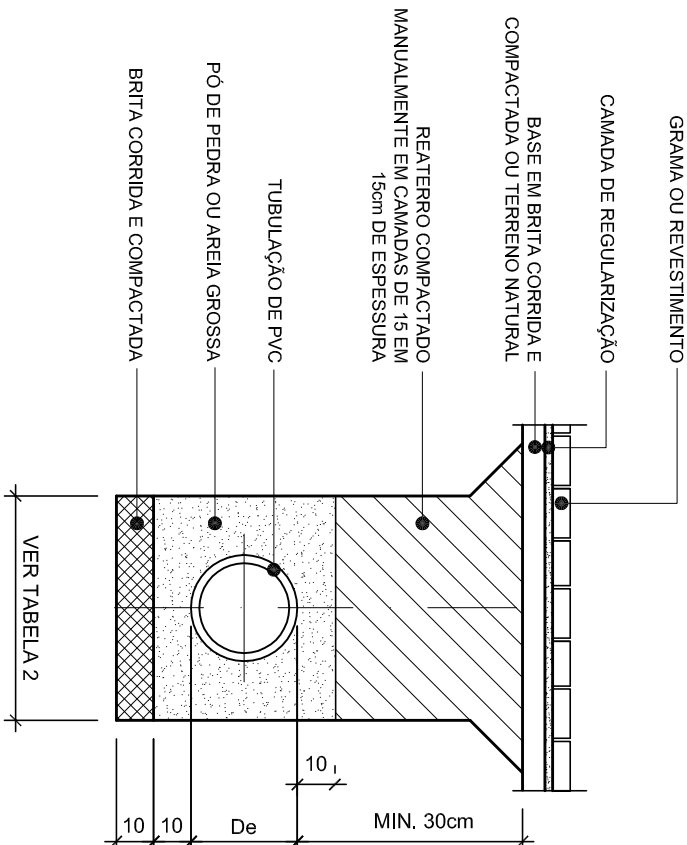 GRAMA OU REVESTIMENTO
CAMADA DE REGULARIZAÇÃO
BASE EM BRITA CORRIDA E
COMPACTADA OU TERRENO NATURAL
REATERRO COMPACTADO
MANUALMENTE EM CAMADAS DE 15 EM
15cm DE ESPESSURA
TUBULAÇÃO DE PVC
PÓ DE PEDRA OU AREIA GROSSA
BRITA CORRIDA E COMPACTADA
VER TABELA 2
MIN. 30cm
10
De
10
10